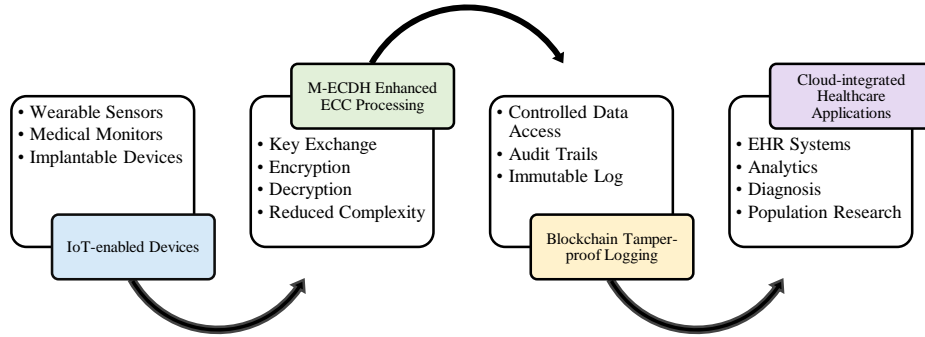 • Wearable Sensors
• Medical Monitors
• Implantable Devices
IoT-enabled Devices
M-ECDH Enhanced
ECC Processing
• Key Exchange
• Encryption
• Decryption
• Reduced Complexity
• Controlled Data
Access
• Audit Trails
• Immutable Log
Blockchain Tamper-
proof Logging
Cloud-integrated
Healthcare
Applications
• EHR Systems
• Analytics
• Diagnosis
• Population Research